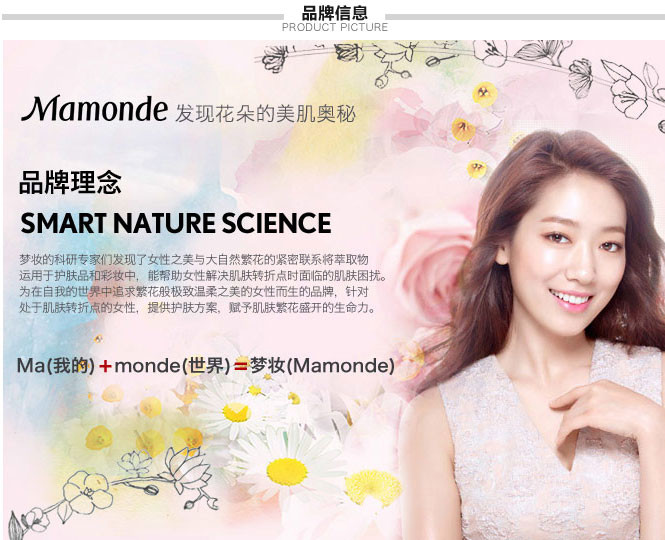 品牌信息
PRODUCT PICTURE
Mamonde 发现花朵的美肌奥秘
品牌理念
SMART NATURE SCIENCE
梦妆的科研专家们发现了女性之美与大自然繁花的紧密联系将萃取物
运用于护肤品和彩妆中，能帮助女性解决肌肤转折点时面临的肌肤困扰。
为在自我的世界中追求繁花般极致温柔之美的女性而生的品牌，针对
处于肌肤转折点的女性，提供护肤方案，赋予肌肤繁花盛开的生命力。
Ma(我的)+monde(世界)=梦妆(Mamonde)